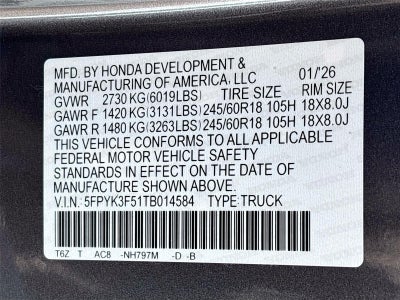 MFD. BY HONDA DEVELOPMENT &
MANUFACTURING OF AMERICA, LLC 01/'26
GVWR 2730 KG(6019LBS) TIRE SIZE RIM SIZE
GAWR F 1420 KG(3131LBS) 245/60R18 105H 18X8.0J
GAWR R 1480 KG(3263LBS) 245/60R18 105H 18X8.0J
THIS VEHICLE CONFORMS TO ALL APPLICABLE
FEDERAL MOTOR VEHICLE SAFETY
STANDARDS IN EFFECT ON THE DATE OF
MANUFACTURE SHOWN ABOVE.
V.I.N. 5FPYK3F51TB014584 TYPE:TRUCK
T6Z T AC8 -NH797M -D -B